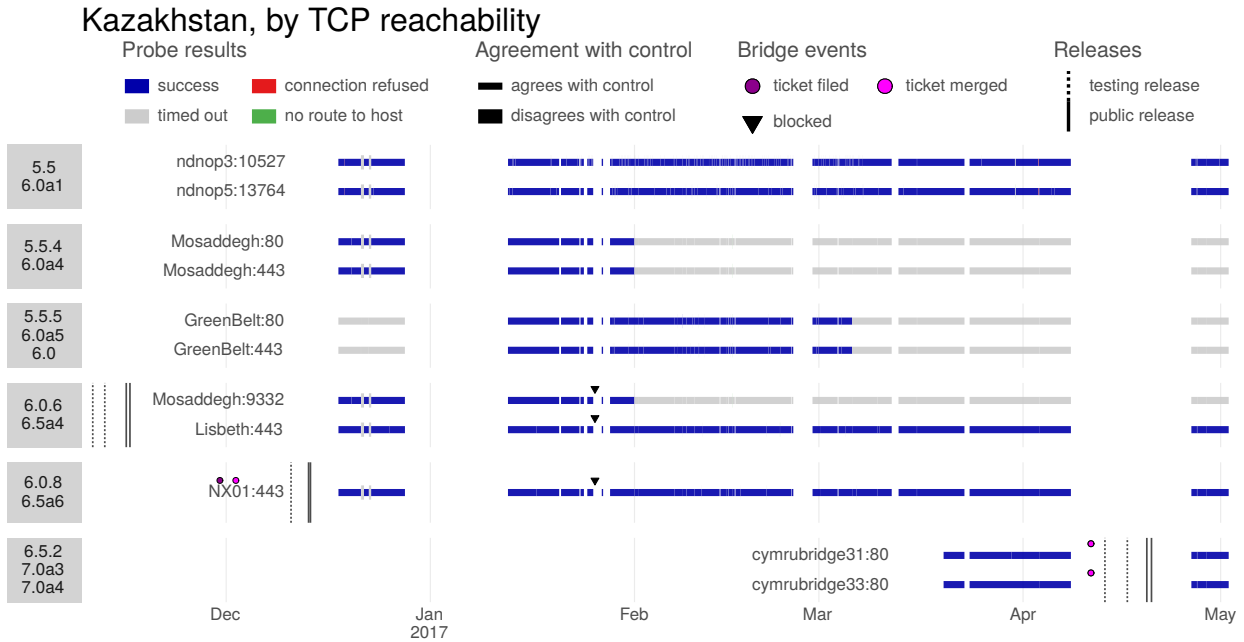 Kazakhstan, by TCP reachability
Probe results
Agreement with control
Bridge events
Releases
success
connection refused
agrees with control
ticket filed
ticket merged
testing release
timed out
no route to host
disagrees with control
blocked
public release
5.5
6.0a1
ndnop3:10527
ndnop5:13764
5.5.4
6.0a4
Mosaddegh:80
Mosaddegh:443
5.5.5
6.0a5
6.0
GreenBelt:80
GreenBelt:443
6.0.6
6.5a4
Mosaddegh:9332
Lisbeth:443
6.0.8
6.5a6
NX01:443
6.5.2
7.0a3
7.0a4
cymrubridge31:80
cymrubridge33:80
Dec
Jan
2017
Feb
Mar
Apr
May